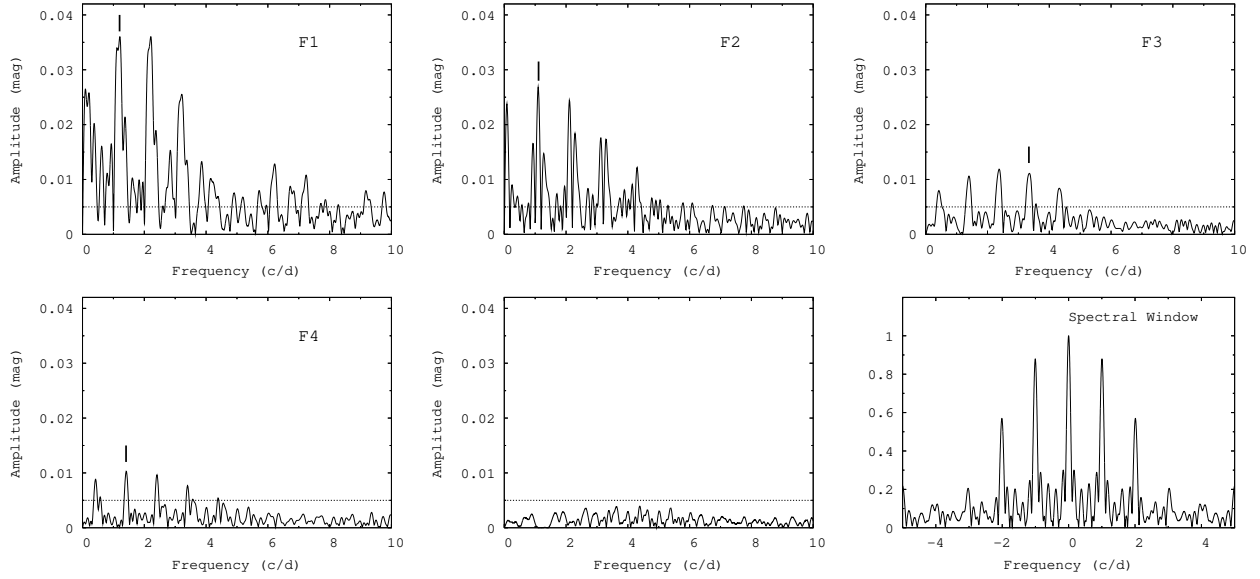 0.04
0.03
0.02
0.01
0
Amplitude (mag)
F1
0 2 4 6 8 10
Frequency (c/d)
0.04
0.03
0.02
0.01
0
Amplitude (mag)
F2
0 2 4 6 8 10
Frequency (c/d)
0.04
0.03
0.02
0.01
0
Amplitude (mag)
F3
0 2 4 6 8 10
Frequency (c/d)
0.04
0.03
0.02
0.01
0
Amplitude (mag)
F4
0 2 4 6 8 10
Frequency (c/d)
0.04
0.03
0.02
0.01
0
Amplitude (mag)
0 2 4 6 8 10
Frequency (c/d)
Spectral Window
1
0.8
0.6
0.4
0.2
0
Amplitude (mag)
−4 −2 0 2 4
Frequency (c/d)